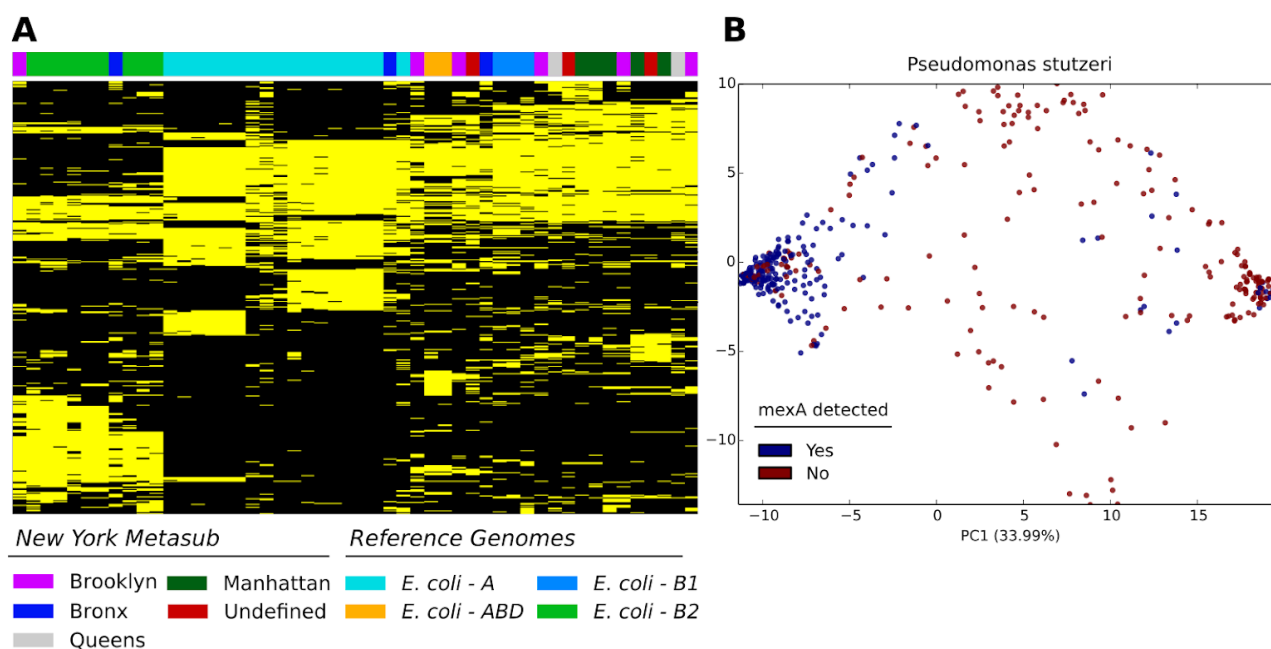 A
New York Metasub
Reference Genomes
Brooklyn
Manhattan
E. coli - A
E. coli - B1
Bronx
Undefined
E. coli - ABD
E. coli - B2
Queens
B
Pseudomonas stutzeri
10
5
0
−5
−10
mexA detected
Yes
No
−10
−5
0
5
10
15
PC1 (33.99%)